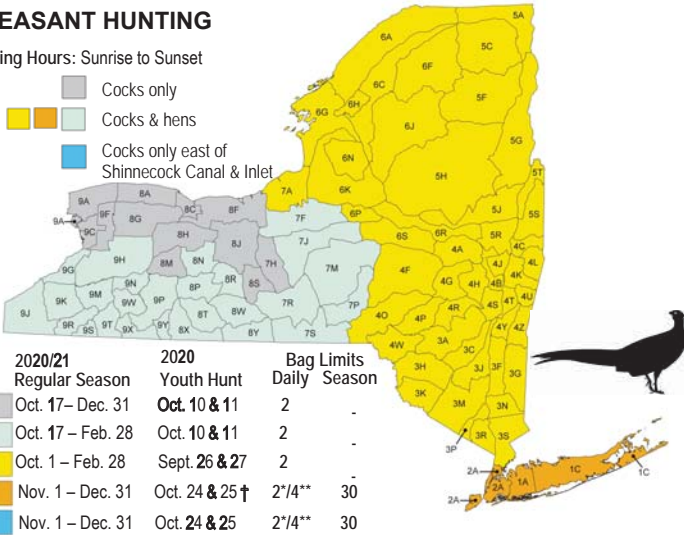 EASANT HUNTING
ing Hours: Sunrise to Sunset
Cocks only
Cocks & hens
Cocks only east of
Shinnecock Canal & Inlet
5A
6A
5C
6F
6C
5F
6H
6G
6J
5G
6N
5H
5T
7A
6K
9A
8A
8C
8F
9F
8G
9A
9C
7F
6P
5J
5S
8H
8J
7J
6S
6R
5R
4A
4C
9H
8M
8N
7H
7M
4F
4J
4L
9G
8R
8S
4G
4H
4B
4K
9K
9M
9N
8P
7R
7P
4S
4T
4U
9J
9W
9P
8T
8W
4O
4P
4R
9R
9S
9T
9X
9Y
8X
8Y
7S
4Y
4Z
4W
3A
3C
3H
3J
3F
3G
3K
3M
3N
3P
3R
3S
2A
2A
1A
1C
1C
2A
2020/21 2020 Bag Limits
Regular Season Youth Hunt Daily Season
Oct. 17– Dec. 31 Oct. 10 & 11 2 -
Oct. 17 – Feb. 28 Oct. 10 & 11 2 -
Oct. 1 – Feb. 28 Sept. 26 & 27 2 -
Nov. 1 – Dec. 31 Oct. 24 & 25 † 2*/4** 30
Nov. 1 – Dec. 31 Oct. 24 & 25 2*/4** 30